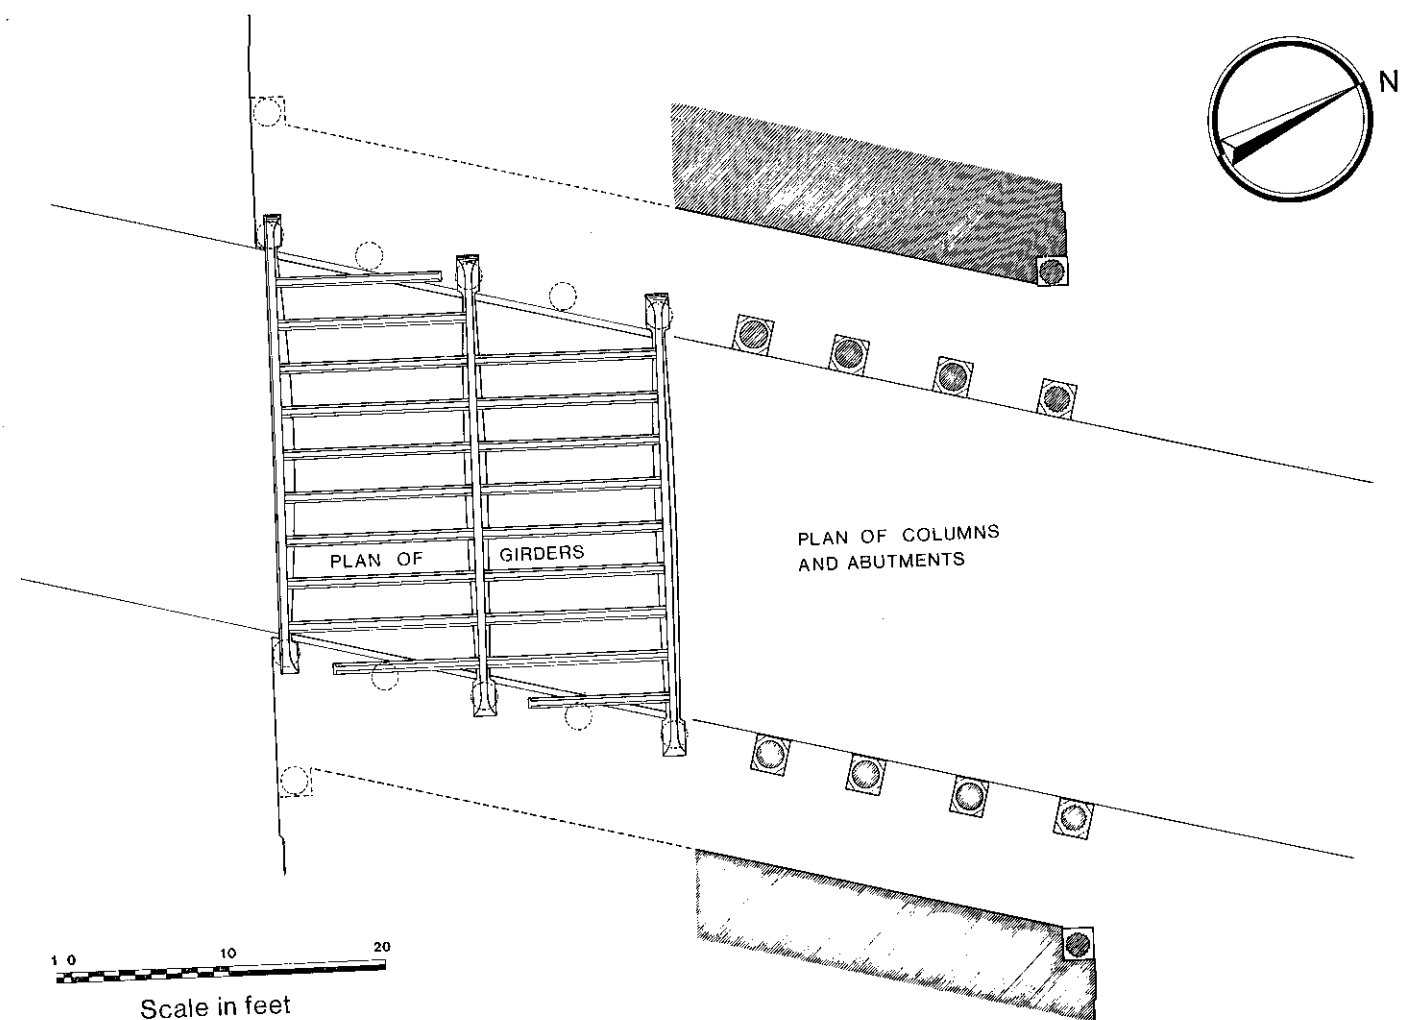 N
PLAN OF COLUMNS
AND ABUTMENTS
PLAN OF GIRDERS
1 0 10 20
Scale in feet